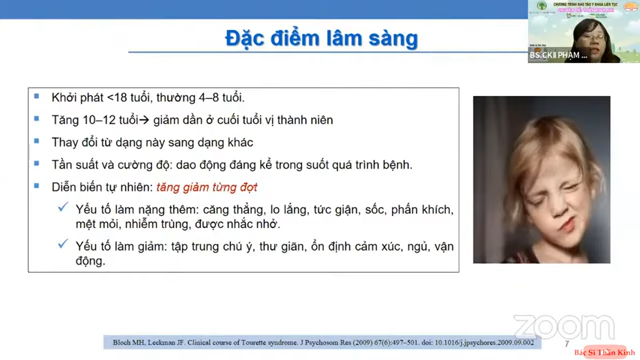 CHƯƠNG TRÌNH ĐÀO TẠO Y KHOA LIÊN TỤC
Đặc điểm lâm sàng
BS.CKII PHẠM ...
Khởi phát <18 tuổi, thường 4–8 tuổi.
Tăng 10–12 tuổi→ giảm dần ở cuối tuổi vị thành niên
Thay đổi từ dạng này sang dạng khác
Tần suất và cường độ: dao động đáng kể trong suốt quá trình bệnh.
Diễn biến tự nhiên: tăng giảm từng đợt
Yếu tố làm nặng thêm: căng thẳng, lo lắng, tức giận, sốc, phấn khích,
mệt mỏi, nhiễm trùng, được nhắc nhở.
Yếu tố làm giảm: tập trung chú ý, thư giãn, ổn định cảm xúc, ngủ, vận
động.
zoom
Bloch MH, Leekman JF. Clinical course of Tourette syndrome. J Psychosom Res (2009) 67(6):497–501. doi: 10.1016/j.jpsychores.2009.09.002
7
Bác Sĩ Thần Kinh